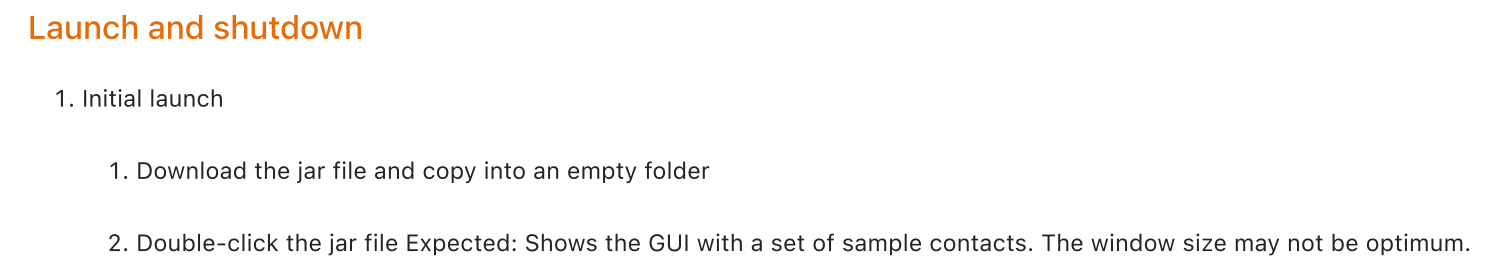 Launch and shutdown
1. Initial launch
1. Download the jar file and copy into an empty folder
2. Double-click the jar file Expected: Shows the GUI with a set of sample contacts. The window size may not be optimum.